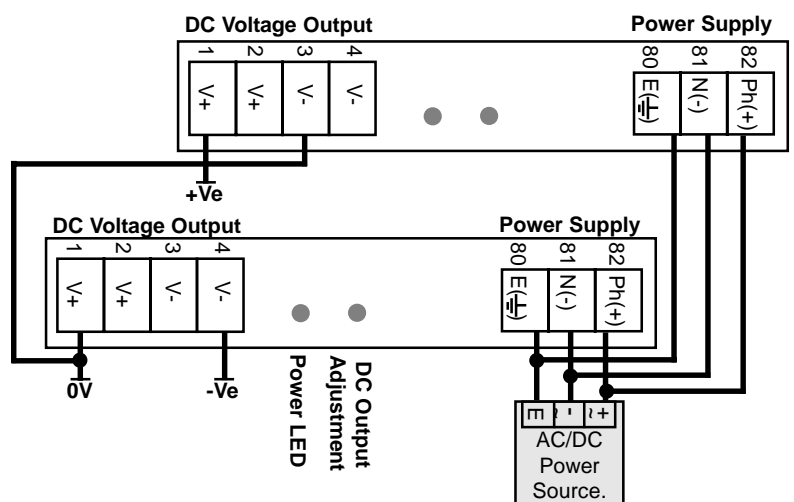 DC Voltage Output
Power Supply
1 2 3 4
80 81 82
V+ V+ V- V-
E(⏚) N(-) Ph(+)
+Ve
DC Voltage Output
Power Supply
1 2 3 4
80 81 82
V+ V+ V- V-
E(⏚) N(-) Ph(+)
0V
-Ve
Power LED
DC Output
Adjustment
E -~ +~
AC/DC
Power
Source.